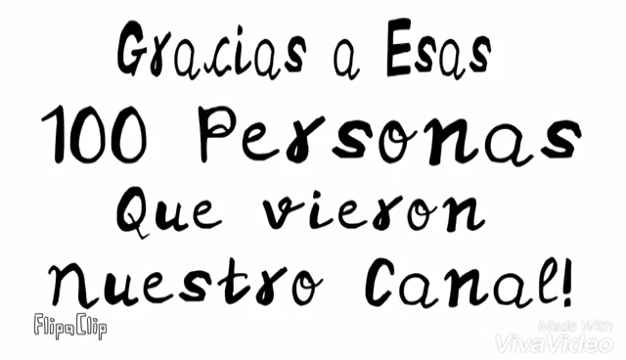 Gracias a Esas
100 Personas
Que vieron
nuestro Canal!
FlipaClip
Made With
VivaVideo